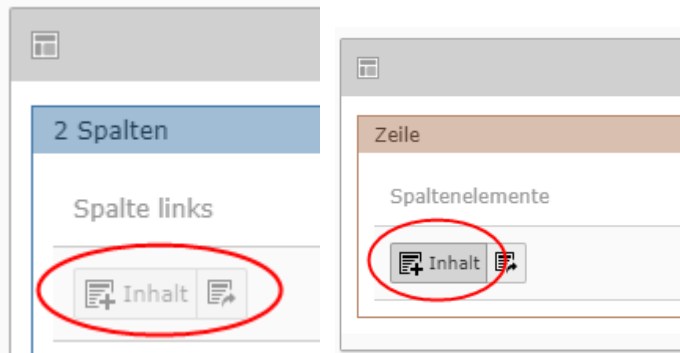 2 Spalten
Spalte links
Inhalt
Zeile
Spaltenelemente
Inhalt